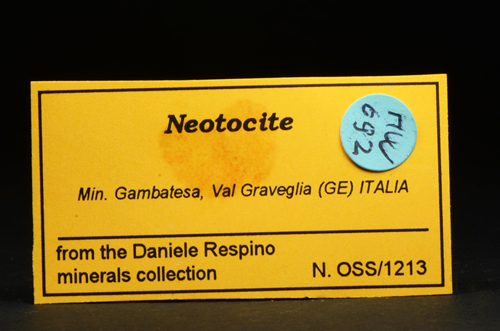 Neotocite
MW
692
Min. Gambatesa, Val Graveglia (GE) ITALIA
from the Daniele Respino
minerals collection
N. OSS/1213